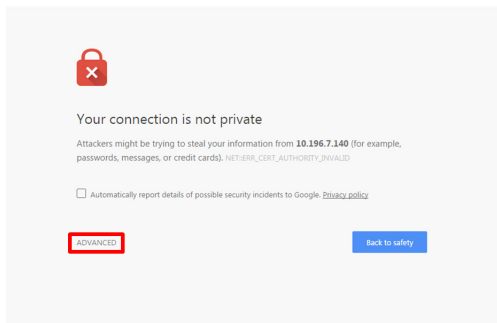 Your connection is not private
Attackers might be trying to steal your information from 10.196.7.140 (for example,
passwords, messages, or credit cards). NET::ERR_CERT_AUTHORITY_INVALID
Automatically report details of possible security incidents to Google. Privacy policy
ADVANCED
Back to safety